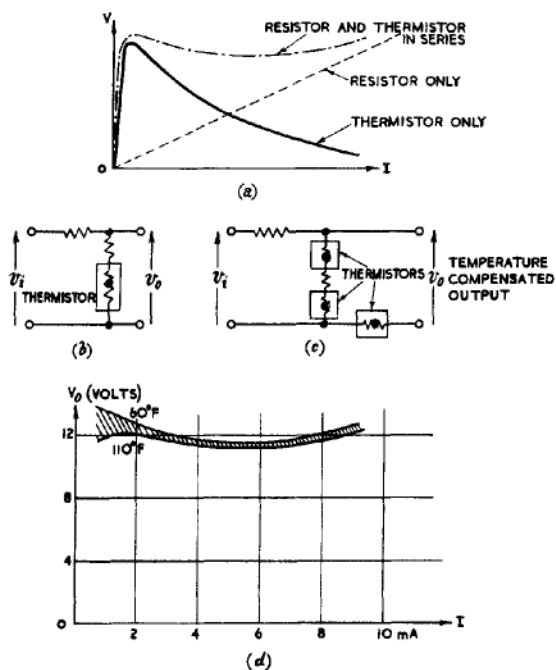 V
RESISTOR AND THERMISTOR
IN SERIES
RESISTOR ONLY
THERMISTOR ONLY
O
I
(a)
vi
THERMISTOR
vo
(b)
vi
THERMISTORS
vo
TEMPERATURE
COMPENSATED
OUTPUT
(c)
Vo (VOLTS)
60°F
12
110°F
8
4
O
2
4
6
8
10 mA
I
(d)